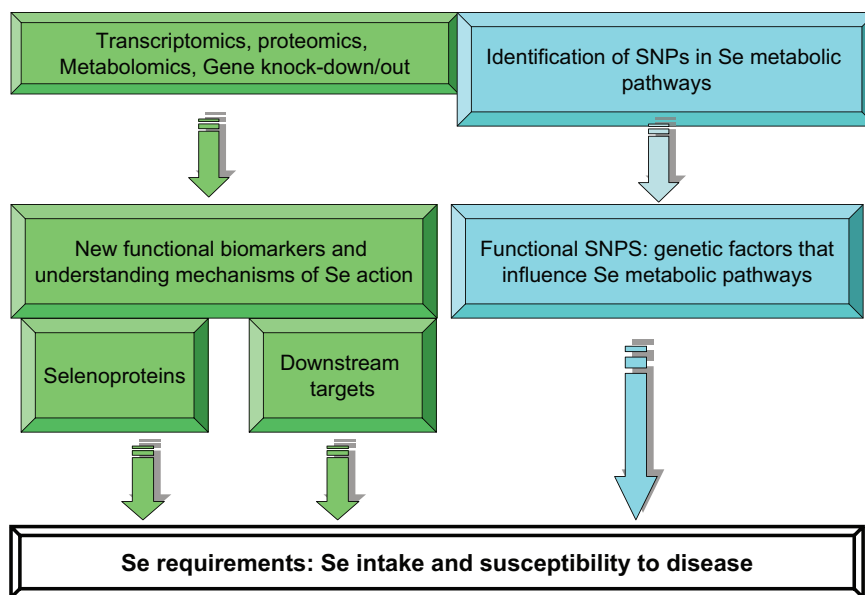 Transcriptomics, proteomics,
Metabolomics, Gene knock-down/out
Identification of SNPs in Se metabolic
pathways
New functional biomarkers and
understanding mechanisms of Se action
Functional SNPS: genetic factors that
influence Se metabolic pathways
Selenoproteins
Downstream
targets
Se requirements: Se intake and susceptibility to disease